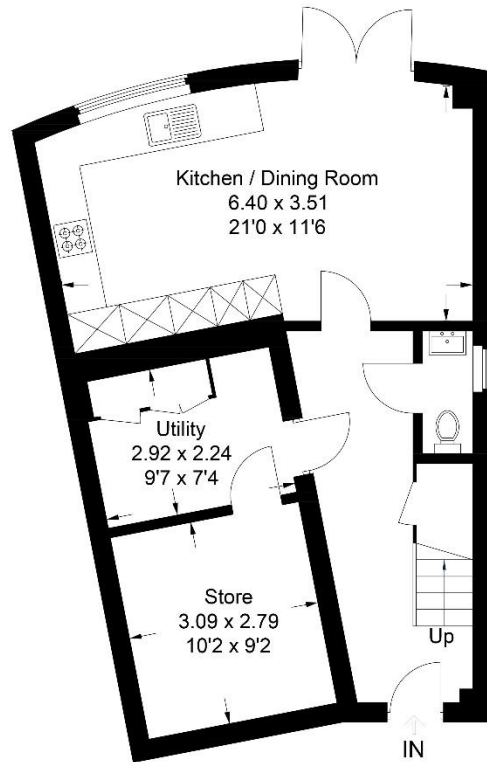 Kitchen / Dining Room
6.40 x 3.51
21'0 x 11'6
Utility
2.92 x 2.24
9'7 x 7'4
Store
3.09 x 2.79
10'2 x 9'2
Up
IN